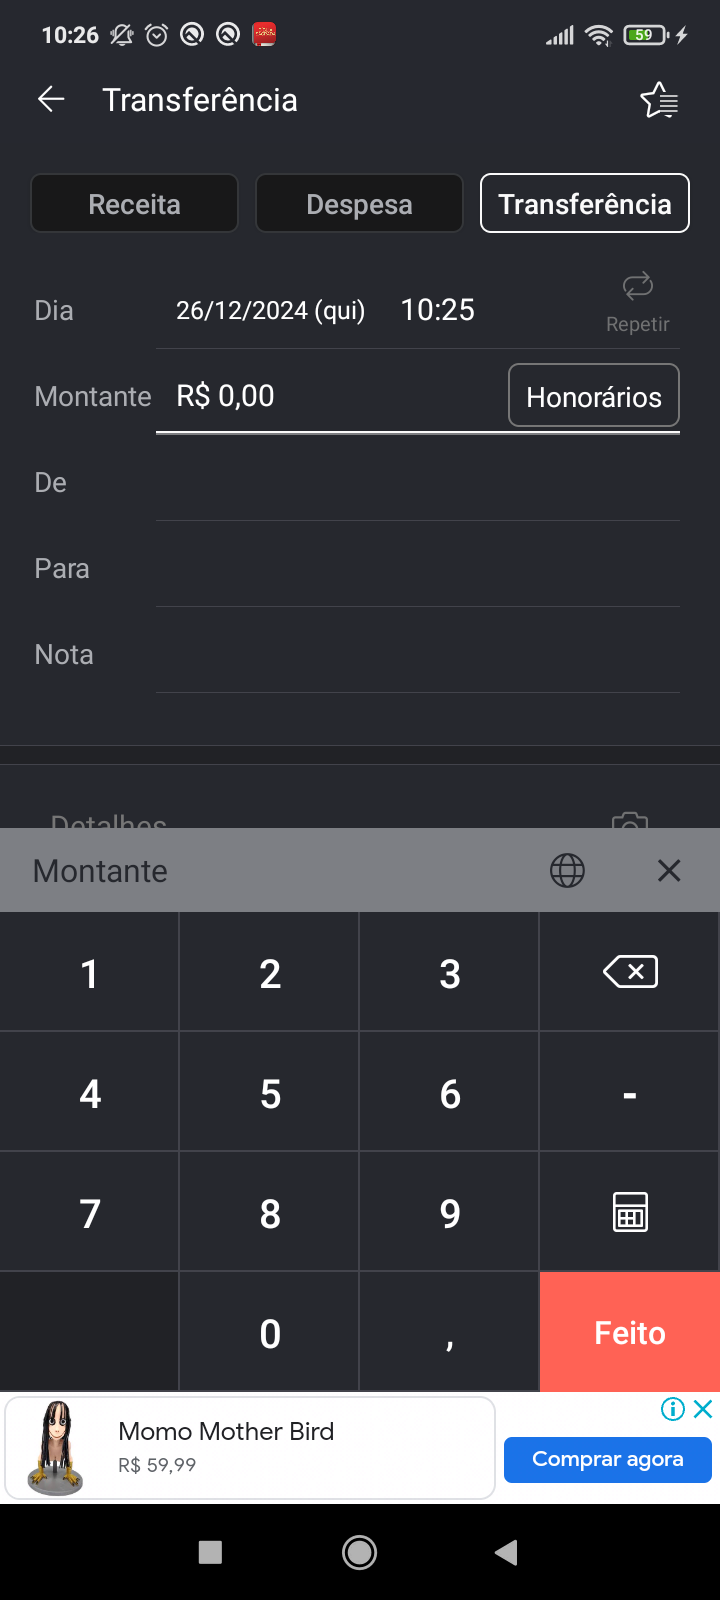 10:26
59
Transferência
Receita
Despesa
Transferência
Dia
26/12/2024 (qui)
10:25
Repetir
Montante
R$ 0,00
Honorários
De
Para
Nota
Detalhes
Montante
1
2
3
4
5
6
-
7
8
9
0
,
Feito
Momo Mother Bird
R$ 59,99
Comprar agora